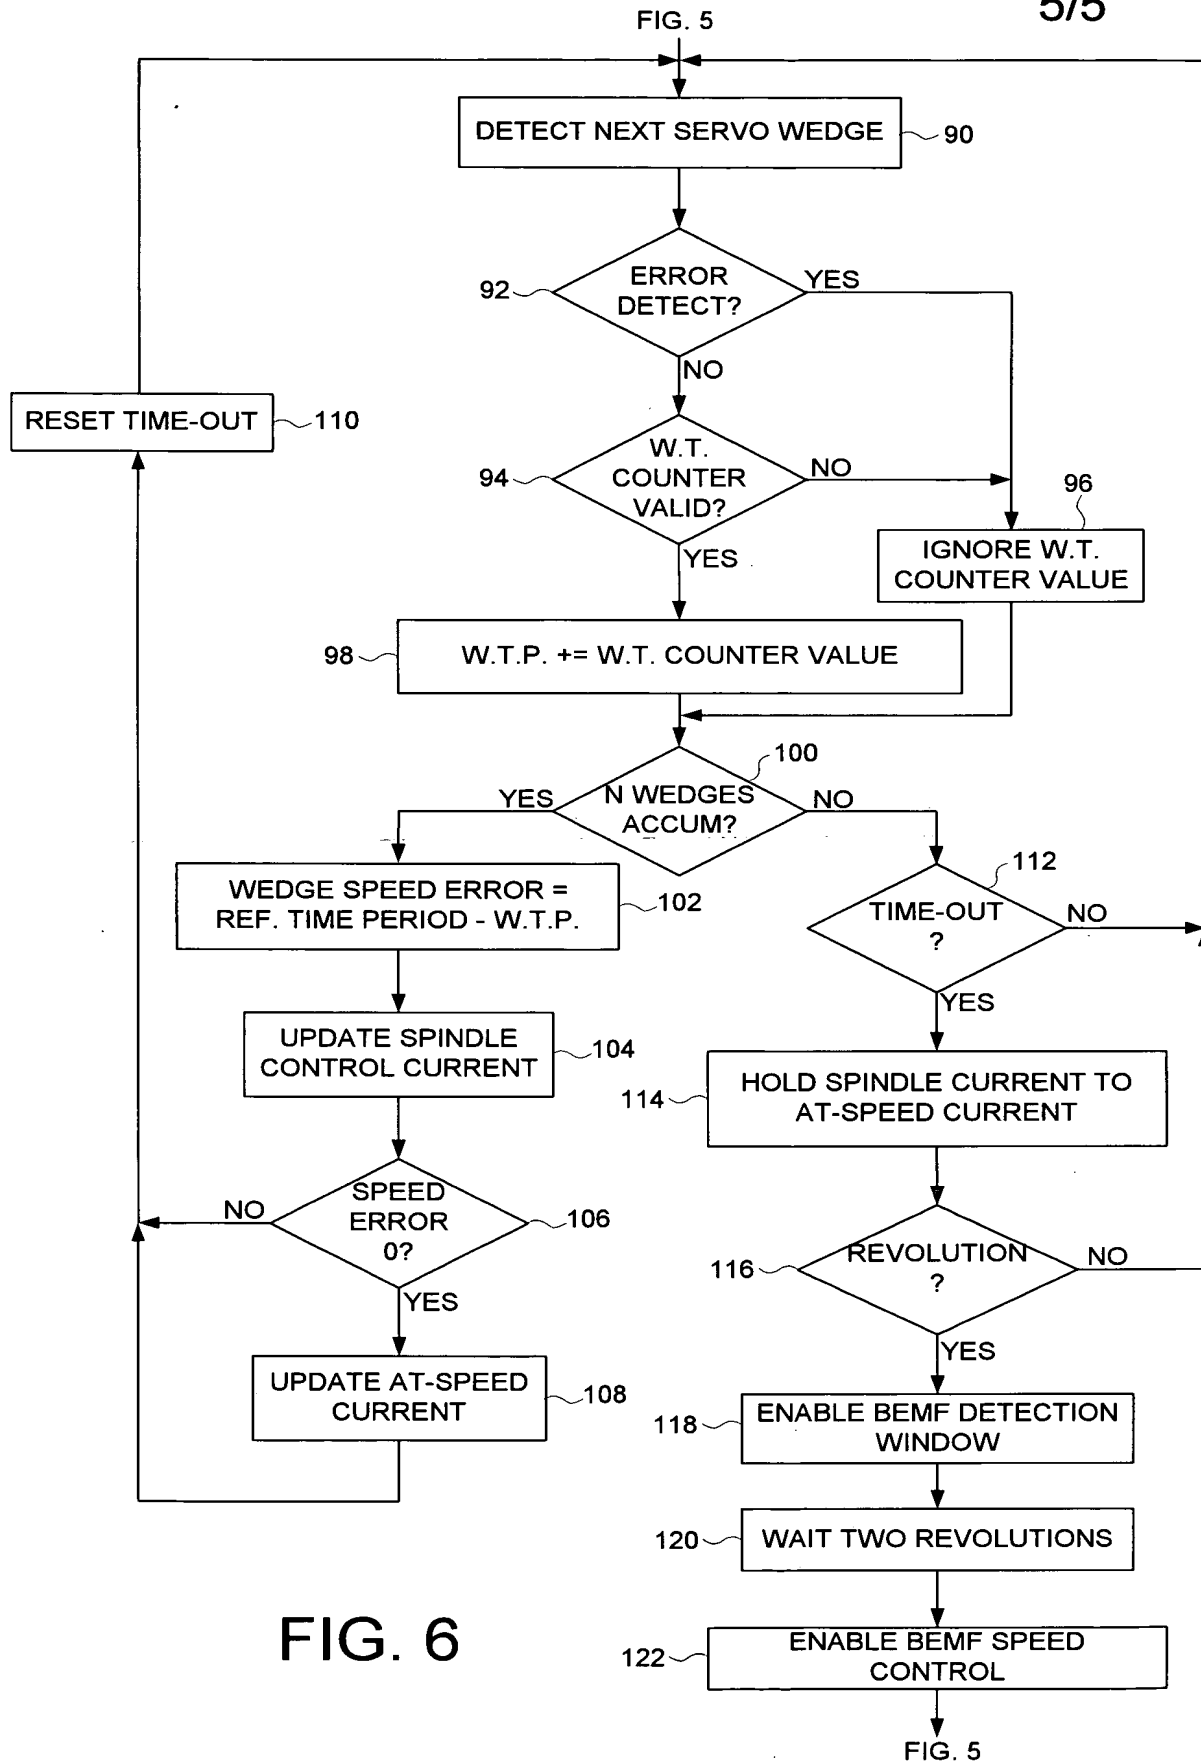 5/5
FIG. 5
DETECT NEXT SERVO WEDGE
90
92
ERROR
DETECT?
YES
NO
RESET TIME-OUT
110
94
W.T.
COUNTER
VALID?
NO
YES
96
IGNORE W.T.
COUNTER VALUE
98
W.T.P. += W.T. COUNTER VALUE
100
YES
N WEDGES
ACCUM?
NO
WEDGE SPEED ERROR =
REF. TIME PERIOD - W.T.P.
102
112
TIME-OUT
?
NO
YES
UPDATE SPINDLE
CONTROL CURRENT
104
114
HOLD SPINDLE CURRENT TO
AT-SPEED CURRENT
NO
SPEED
ERROR
0?
106
YES
116
REVOLUTION
?
NO
YES
UPDATE AT-SPEED
CURRENT
108
118
ENABLE BEMF DETECTION
WINDOW
120
WAIT TWO REVOLUTIONS
122
ENABLE BEMF SPEED
CONTROL
FIG. 6
FIG. 5